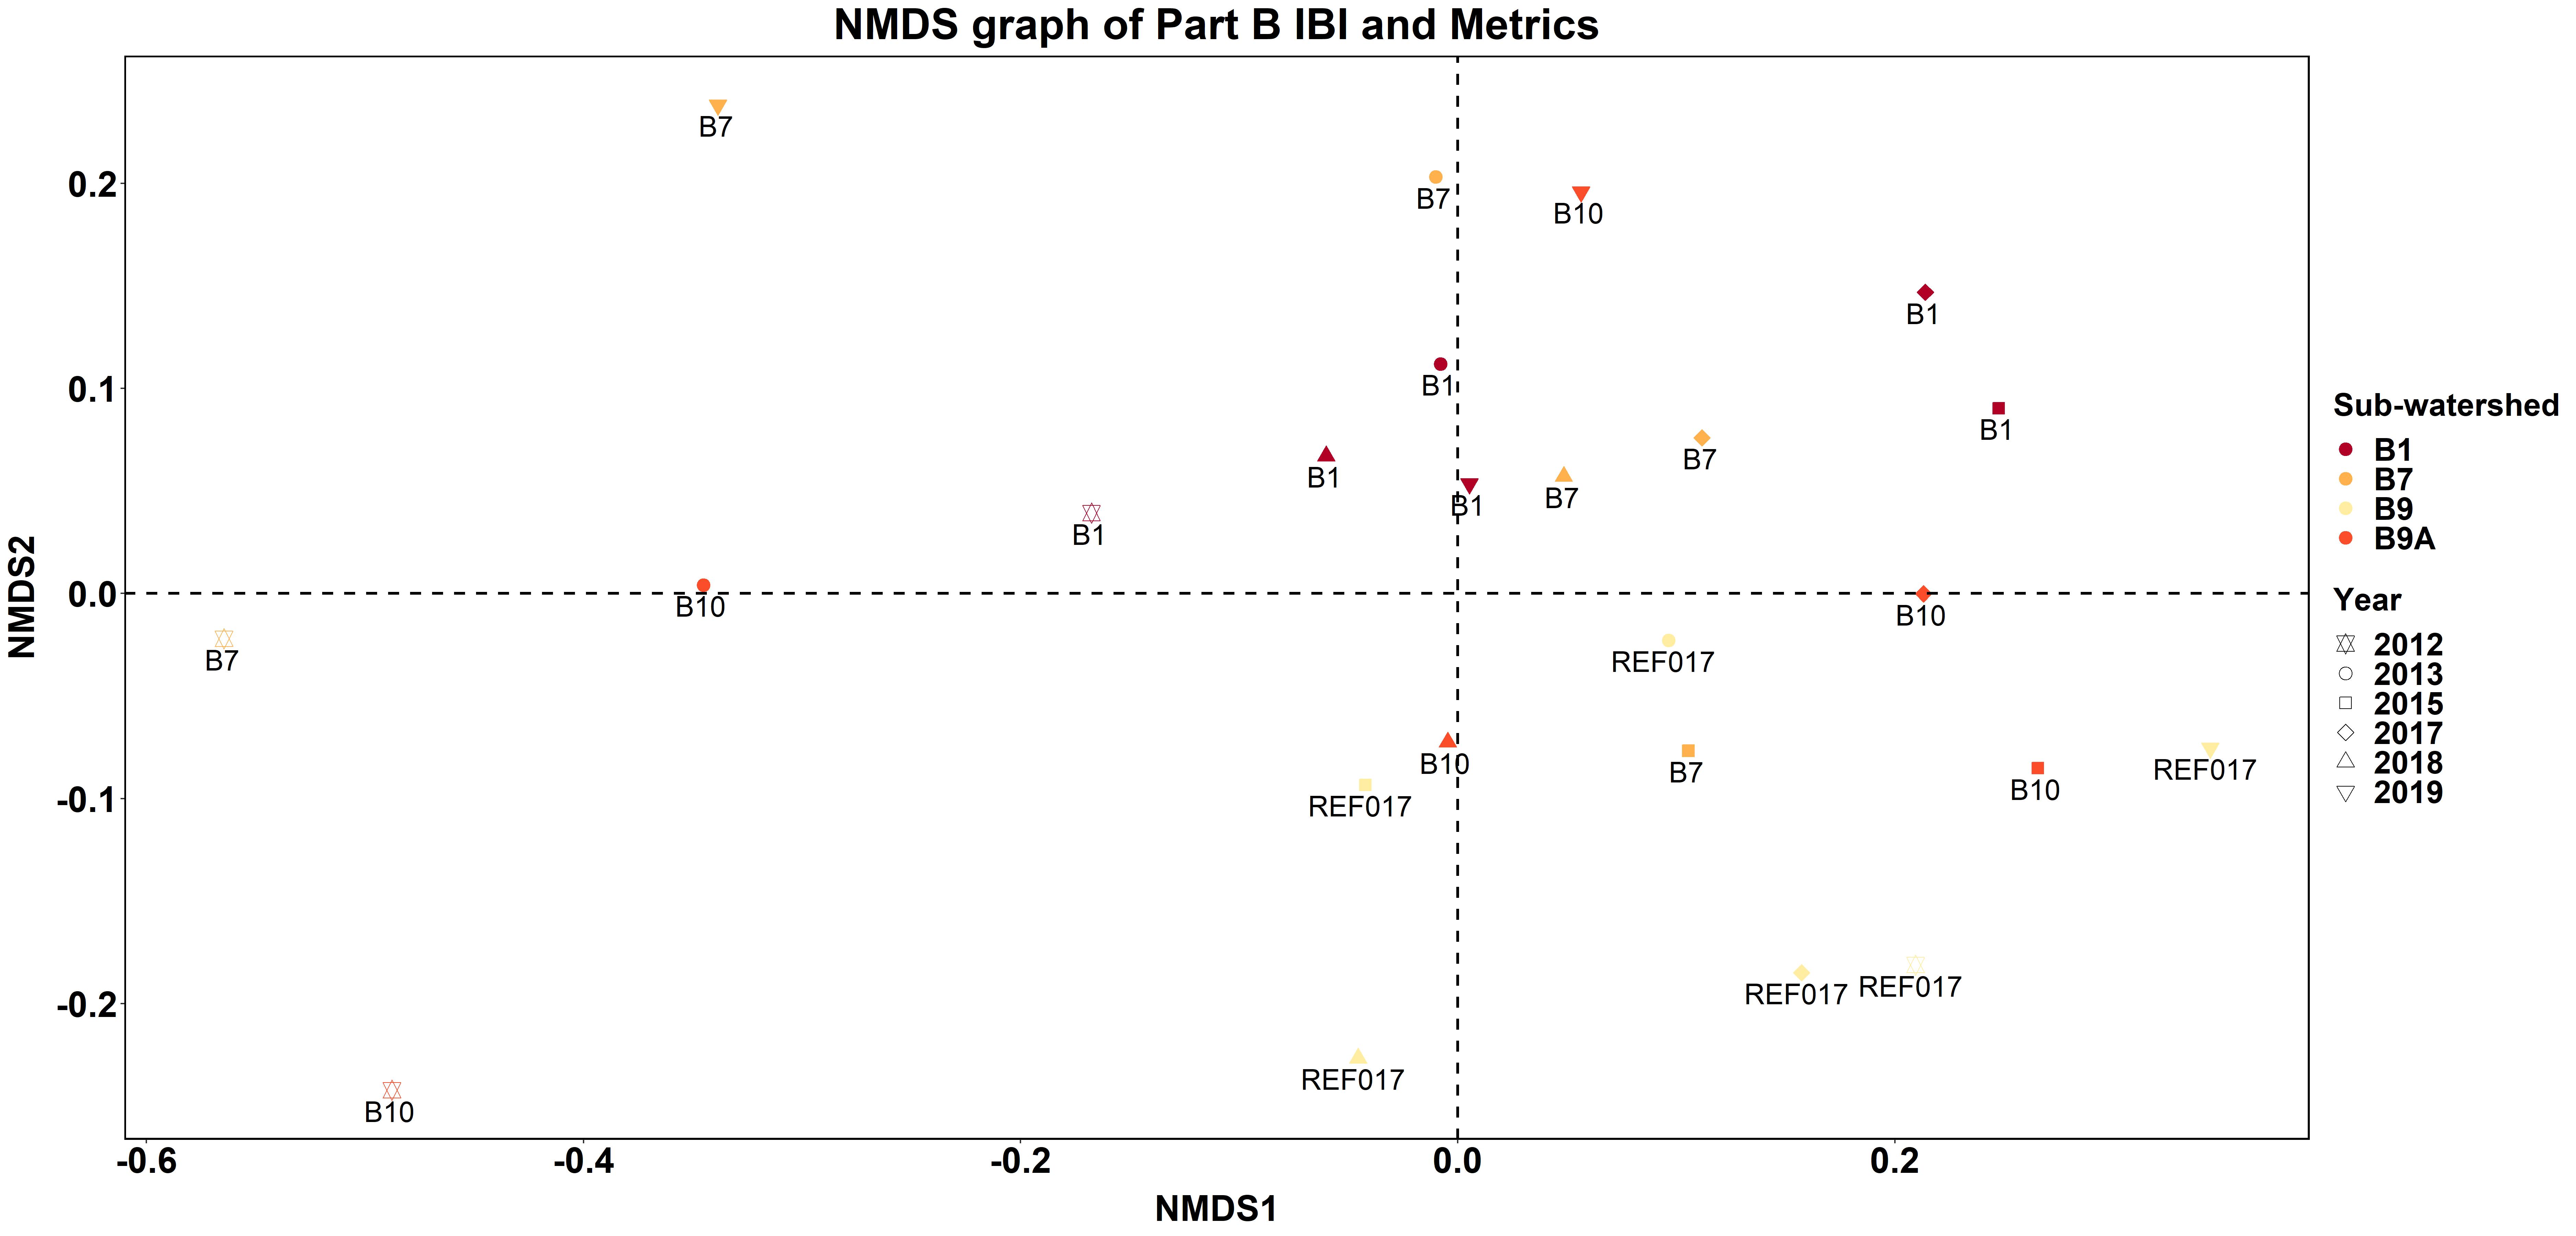 NMDS graph of Part B IBI and Metrics
B7
0.2
B7
B10
B1
0.1
B1
B1
B7
B1
B7
B1
B1
0.0
B10
B10
B7
REF017
B10
B7
REF017
B10
-0.1
REF017
-0.2
REF017
REF017
REF017
B10
NMDS2
-0.6
-0.4
-0.2
0.0
0.2
NMDS1
Sub-watershed
B1
B7
B9
B9A
Year
2012
2013
2015
2017
2018
2019